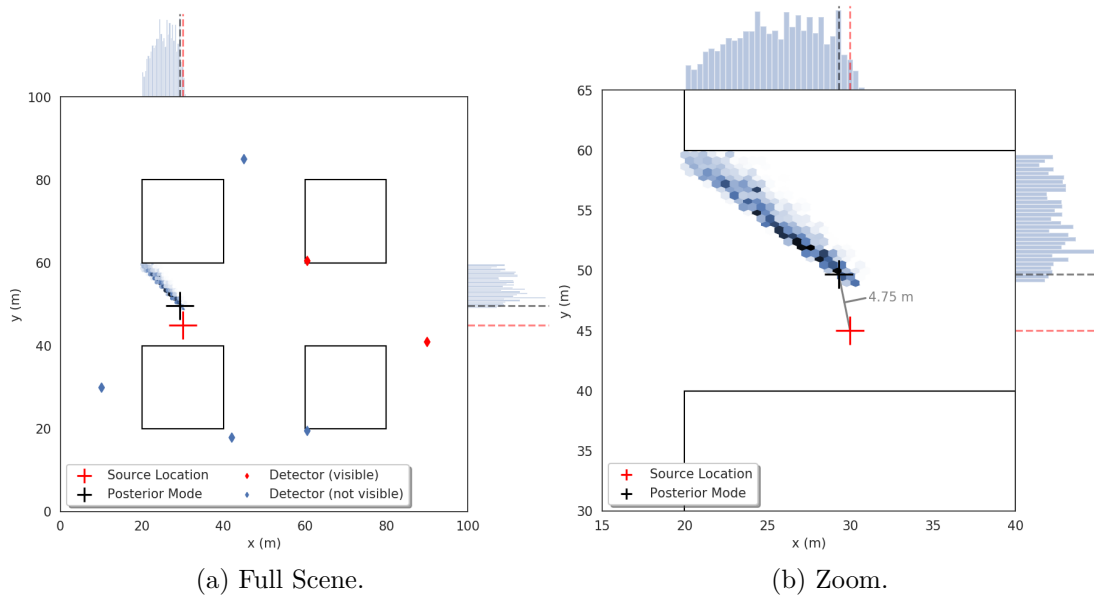 100
80
60
40
20
0
y (m)
0 20 40 60 80 100
x (m)
Source Location
Posterior Mode
Detector (visible)
Detector (not visible)
(a) Full Scene.
65
60
55
50
45
40
35
30
y (m)
4.75 m
15 20 25 30 35 40
x (m)
Source Location
Posterior Mode
(b) Zoom.